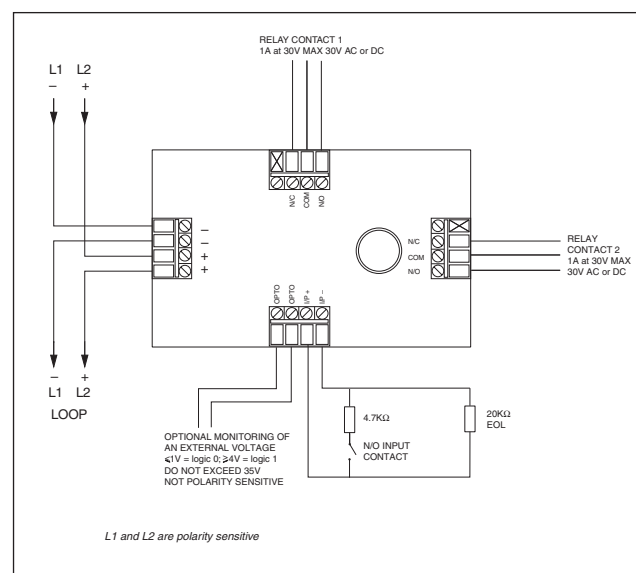 RELAY CONTACT 1
1A at 30V MAX 30V AC or DC
L1 L2
– +
N/C
COM
N/O
–
–
+
+
N/C
COM
N/O
RELAY
CONTACT 2
1A at 30V MAX
30V AC or DC
OPTO
OPTO
I/P +
I/P –
– +
L1 L2
LOOP
4.7KΩ
20KΩ
EOL
N/O INPUT
CONTACT
OPTIONAL MONITORING OF
AN EXTERNAL VOLTAGE
⩽1V = logic 0; ⩾4V = logic 1
DO NOT EXCEED 35V
NOT POLARITY SENSITIVE
L1 and L2 are polarity sensitive